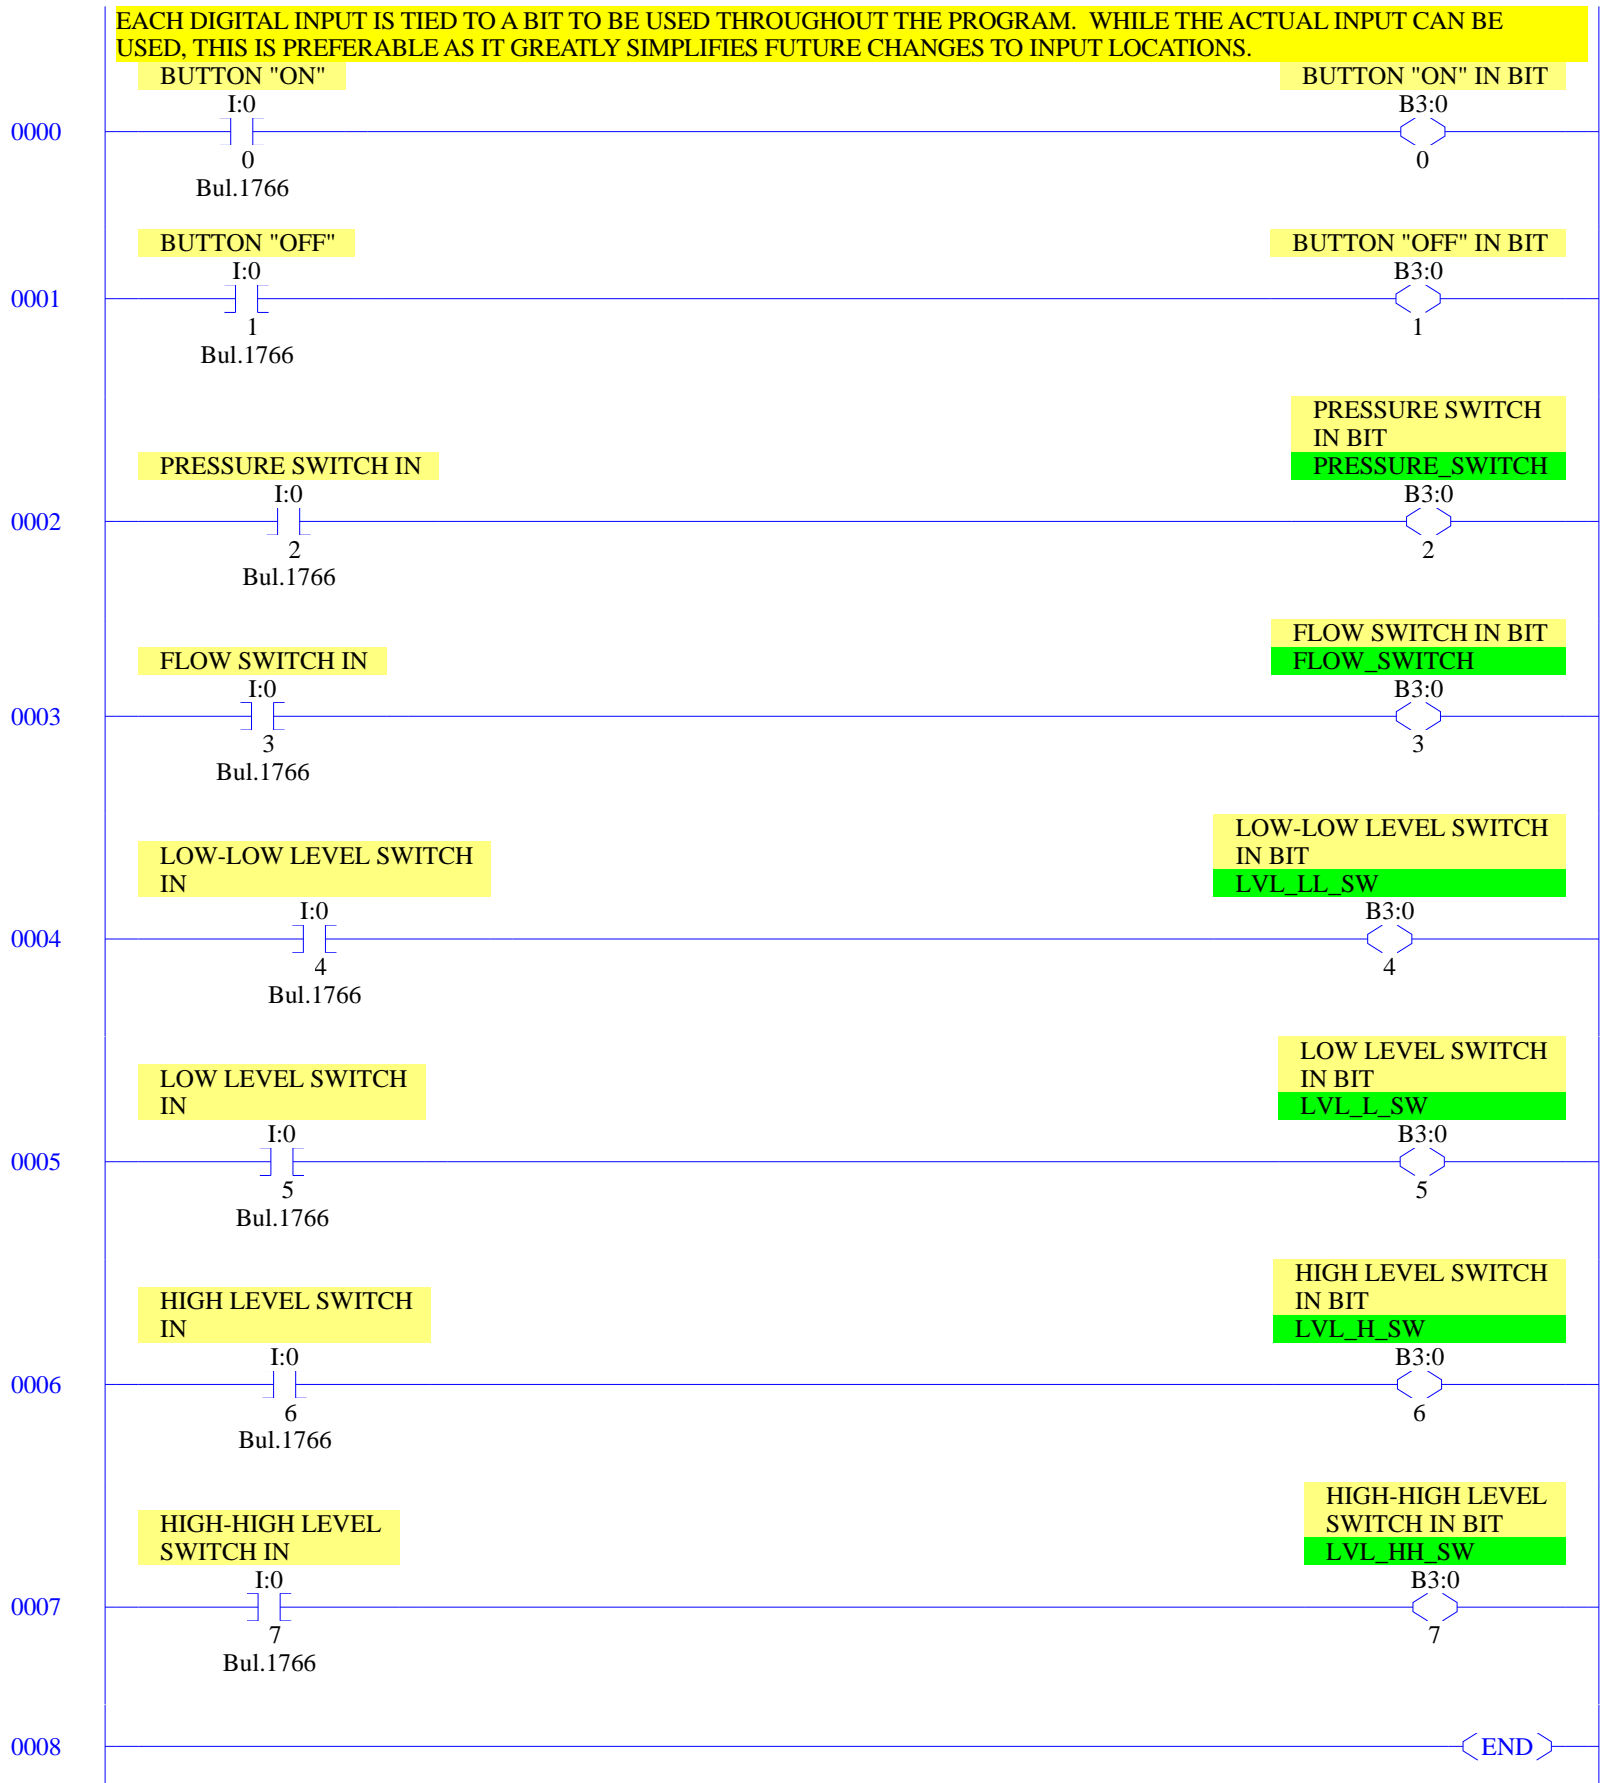 EACH DIGITAL INPUT IS TIED TO A BIT TO BE USED THROUGHOUT THE PROGRAM.  WHILE THE ACTUAL INPUT CAN BE
USED, THIS IS PREFERABLE AS IT GREATLY SIMPLIFIES FUTURE CHANGES TO INPUT LOCATIONS.
BUTTON "ON"
BUTTON "ON" IN BIT
I:0
B3:0
0000
0
0
Bul.1766
BUTTON "OFF"
BUTTON "OFF" IN BIT
I:0
B3:0
0001
1
1
Bul.1766
PRESSURE SWITCH
IN BIT
PRESSURE SWITCH IN
PRESSURE_SWITCH
I:0
B3:0
0002
2
2
Bul.1766
FLOW SWITCH IN BIT
FLOW SWITCH IN
FLOW_SWITCH
I:0
B3:0
0003
3
3
Bul.1766
LOW-LOW LEVEL SWITCH
IN BIT
LOW-LOW LEVEL SWITCH
IN
LVL_LL_SW
I:0
B3:0
0004
4
4
Bul.1766
LOW LEVEL SWITCH
IN BIT
LOW LEVEL SWITCH
IN
LVL_L_SW
I:0
B3:0
0005
5
5
Bul.1766
HIGH LEVEL SWITCH
IN BIT
HIGH LEVEL SWITCH
IN
LVL_H_SW
I:0
B3:0
0006
6
6
Bul.1766
HIGH-HIGH LEVEL
SWITCH IN BIT
HIGH-HIGH LEVEL
SWITCH IN
LVL_HH_SW
I:0
B3:0
0007
7
7
Bul.1766
0008
END